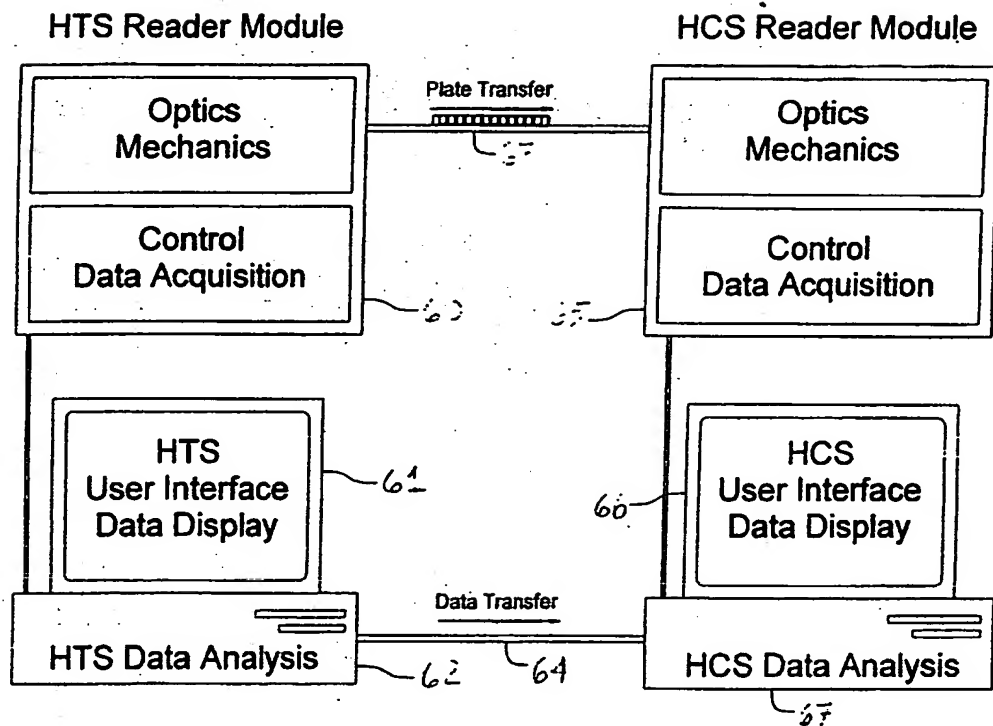 HTS Reader Module
HCS Reader Module
Optics
Mechanics
Control
Data Acquisition
Plate Transfer
Optics
Mechanics
Control
Data Acquisition
HTS
User Interface
Data Display
61
HTS Data Analysis
62
Data Transfer
64
HCS
User Interface
Data Display
66
HCS Data Analysis